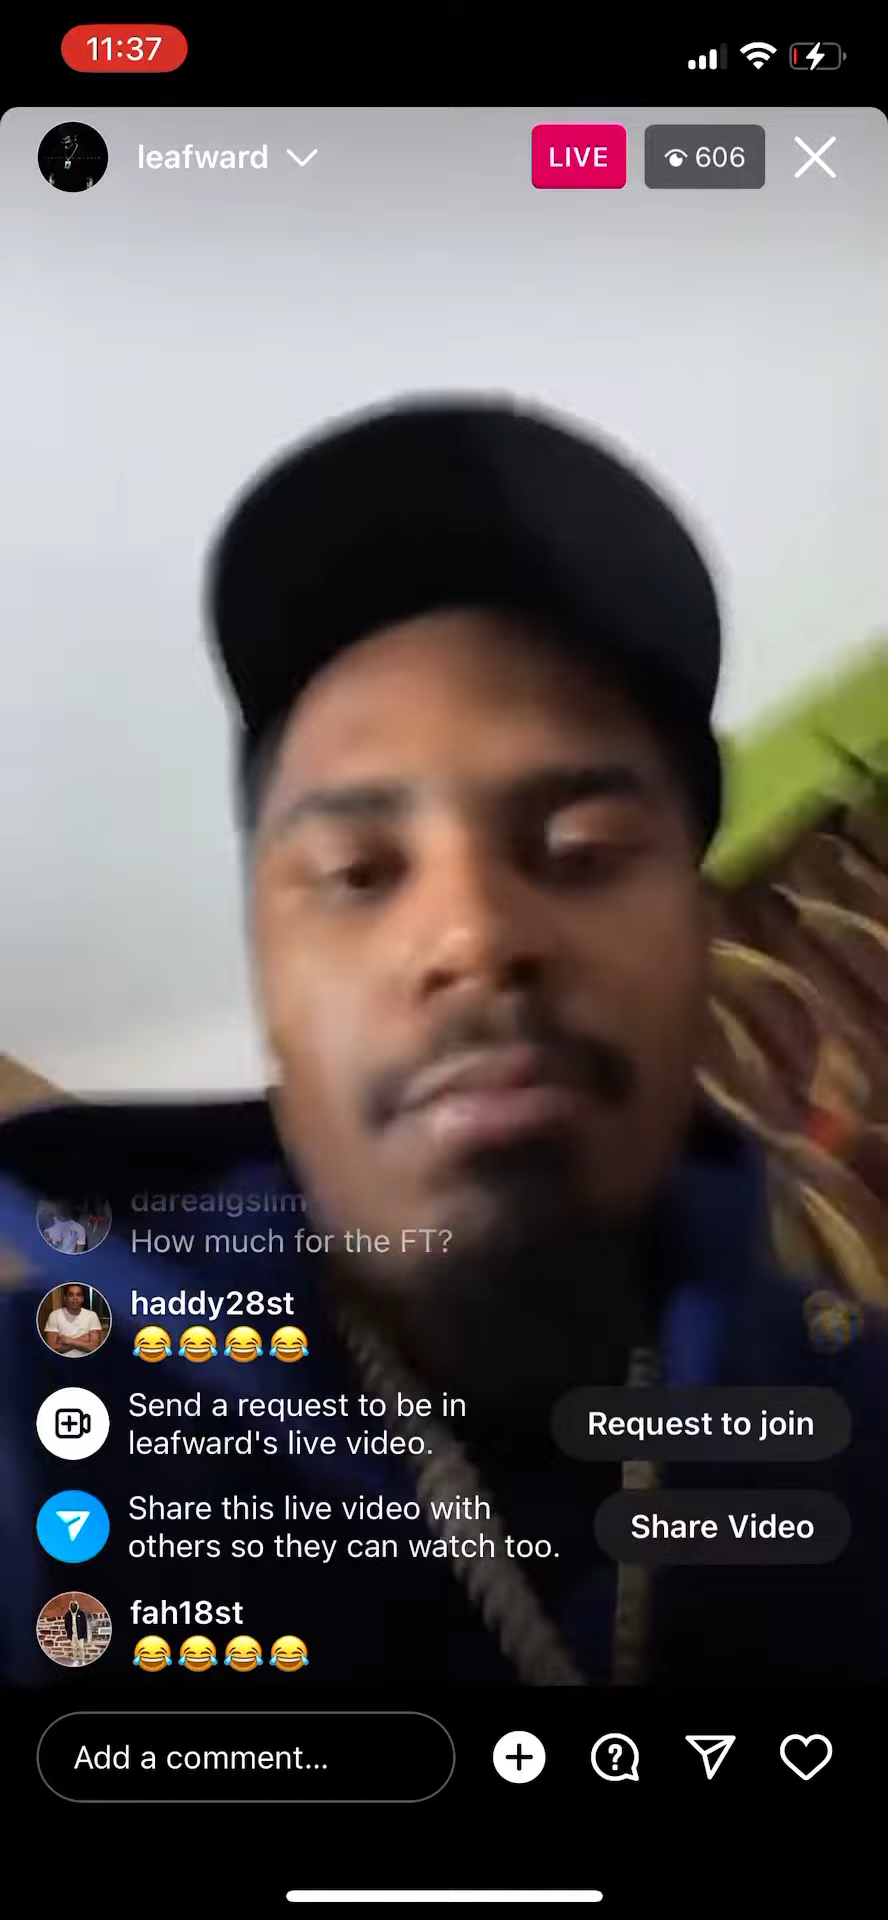 11:37
leafward
LIVE
606
darealgslim
How much for the FT?
haddy28st
😂😂😂😂
Send a request to be in
leafward's live video.
Request to join
Share this live video with
others so they can watch too.
Share Video
fah18st
😂😂😂😂
Add a comment...